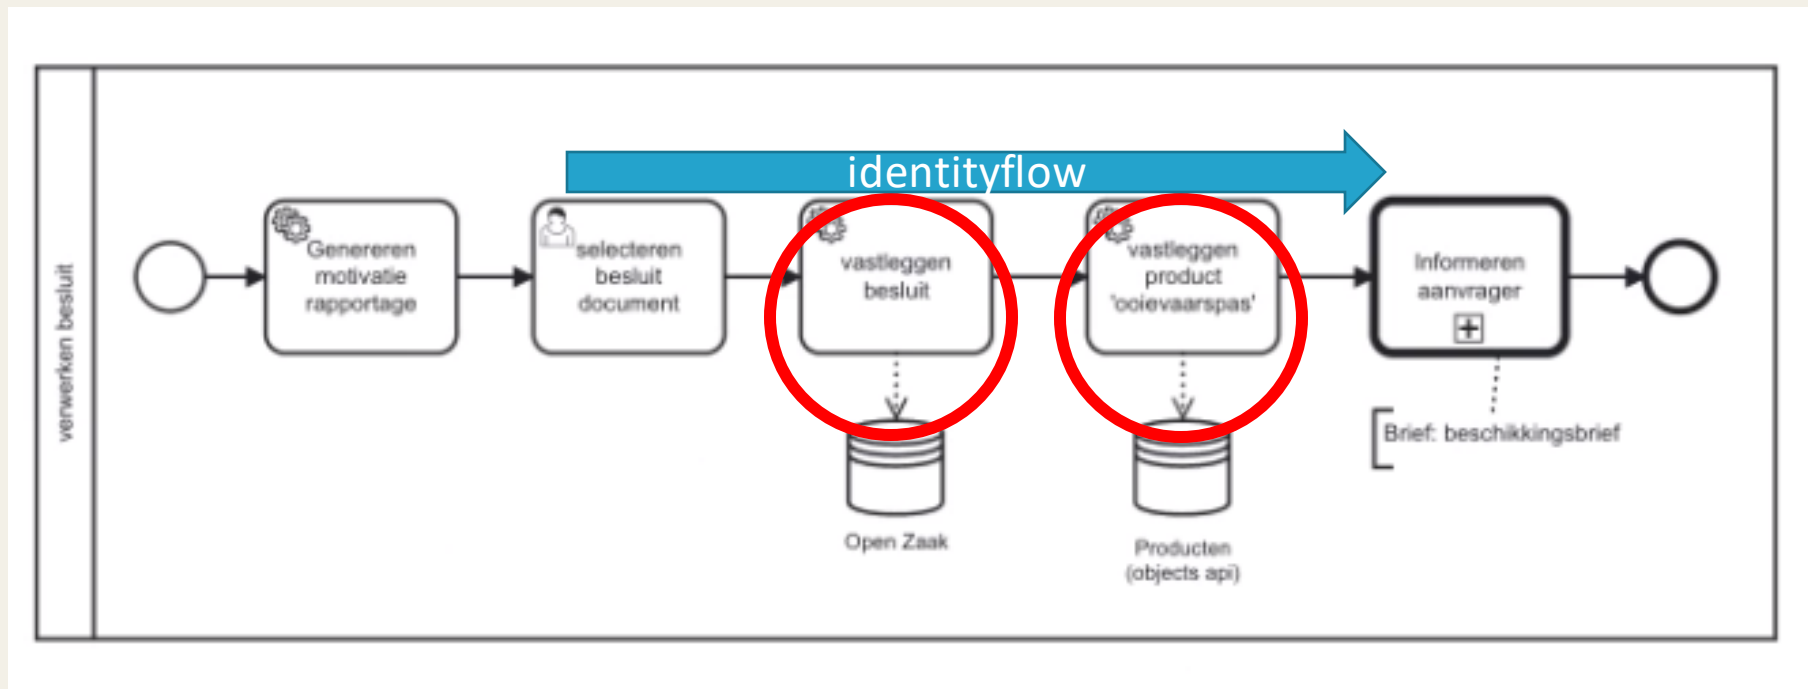 identityflow
verwerken besluit
Genereren
motivatie
rapportage
selecteren
besluit
document
vastleggen
besluit
vastleggen
product
'ooievaarspas'
Informeren
aanvrager
Open Zaak
Producten
(objects api)
Brief: beschikkingsbrief